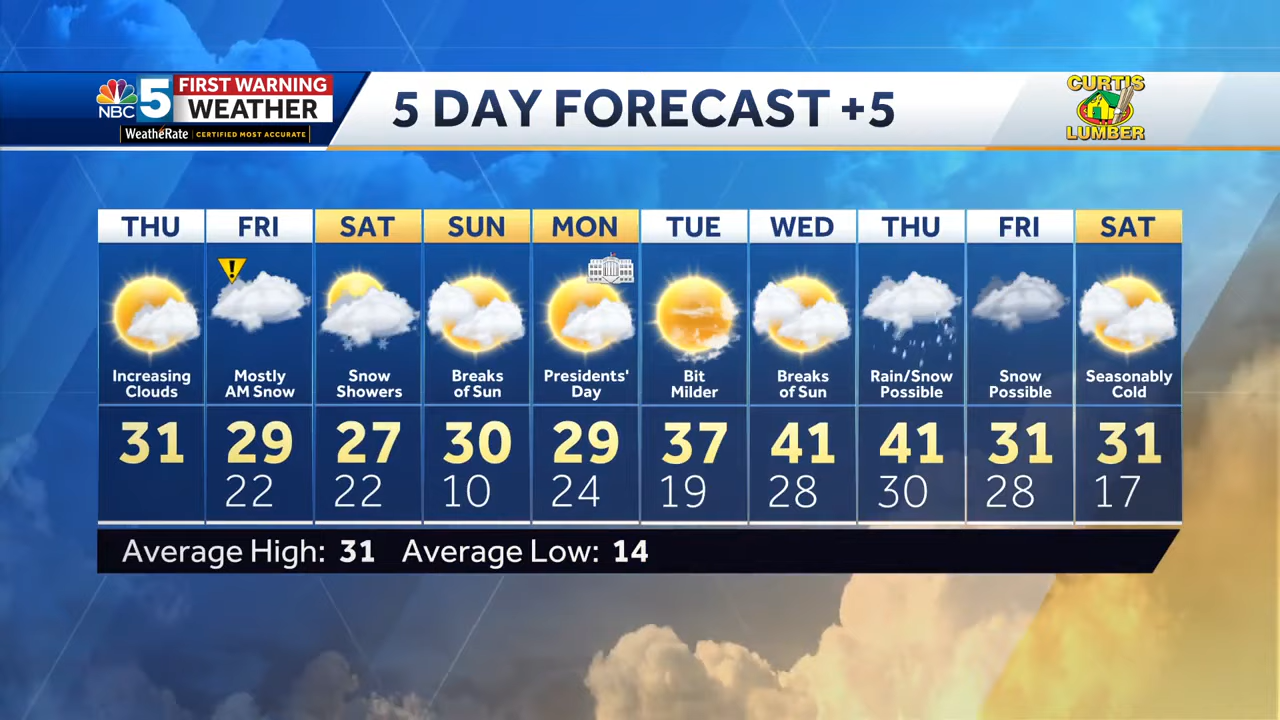 NBC 5 FIRST WARNING WEATHER
WeatheRate CERTIFIED MOST ACCURATE
5 DAY FORECAST +5
CURTIS
LUMBER
THU FRI SAT SUN MON TUE WED THU FRI SAT
!
Increasing Clouds
Mostly AM Snow
Snow Showers
Breaks of Sun
Presidents' Day
Bit Milder
Breaks of Sun
Rain/Snow Possible
Snow Possible
Seasonably Cold
31 29 27 30 29 37 41 41 31 31
22 22 10 24 19 28 30 28 17
Average High: 31 Average Low: 14